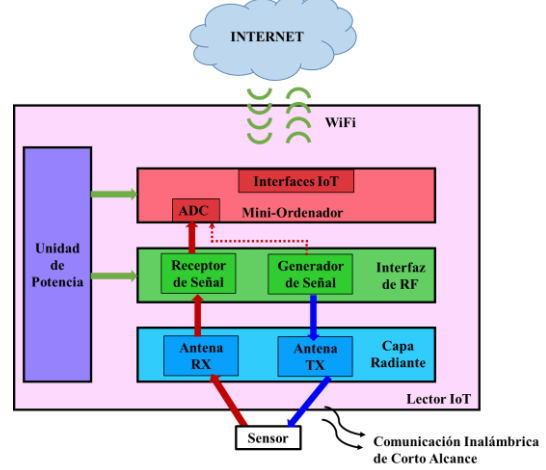 INTERNET
WiFi
Interfaces IoT
ADC
Mini-Ordenador
Unidad
de
Potencia
Receptor
de Señal
Generador
de Señal
Interfaz
de RF
Antena
RX
Antena
TX
Capa
Radiante
Lector IoT
Sensor
Comunicación Inalámbrica
de Corto Alcance